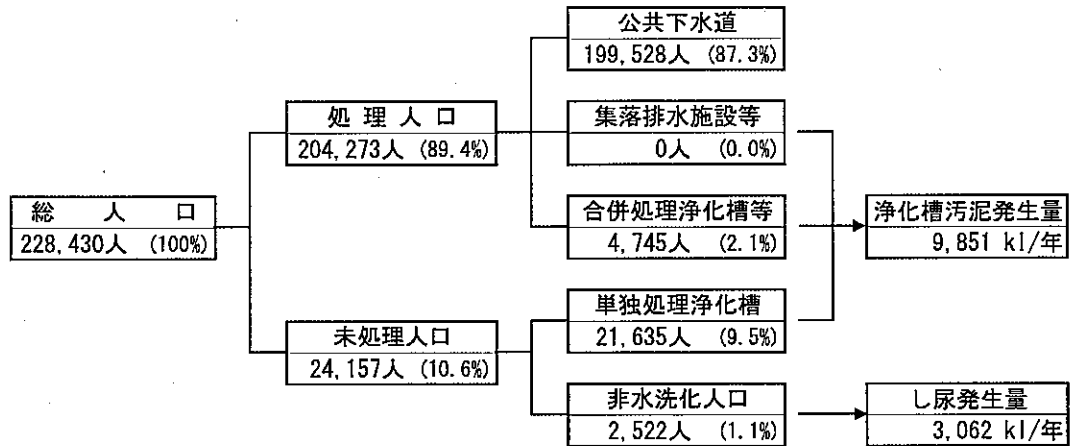 公共下水道
199,528人 (87.3%)
処理人口
204,273人 (89.4%)
集落排水施設等
0人 (0.0%)
総人口
228,430人 (100%)
合併処理浄化槽等
4,745人 (2.1%)
浄化槽汚泥発生量
9,851 kl/年
未処理人口
24,157人 (10.6%)
単独処理浄化槽
21,635人 (9.5%)
非水洗化人口
2,522人 (1.1%)
し尿発生量
3,062 kl/年